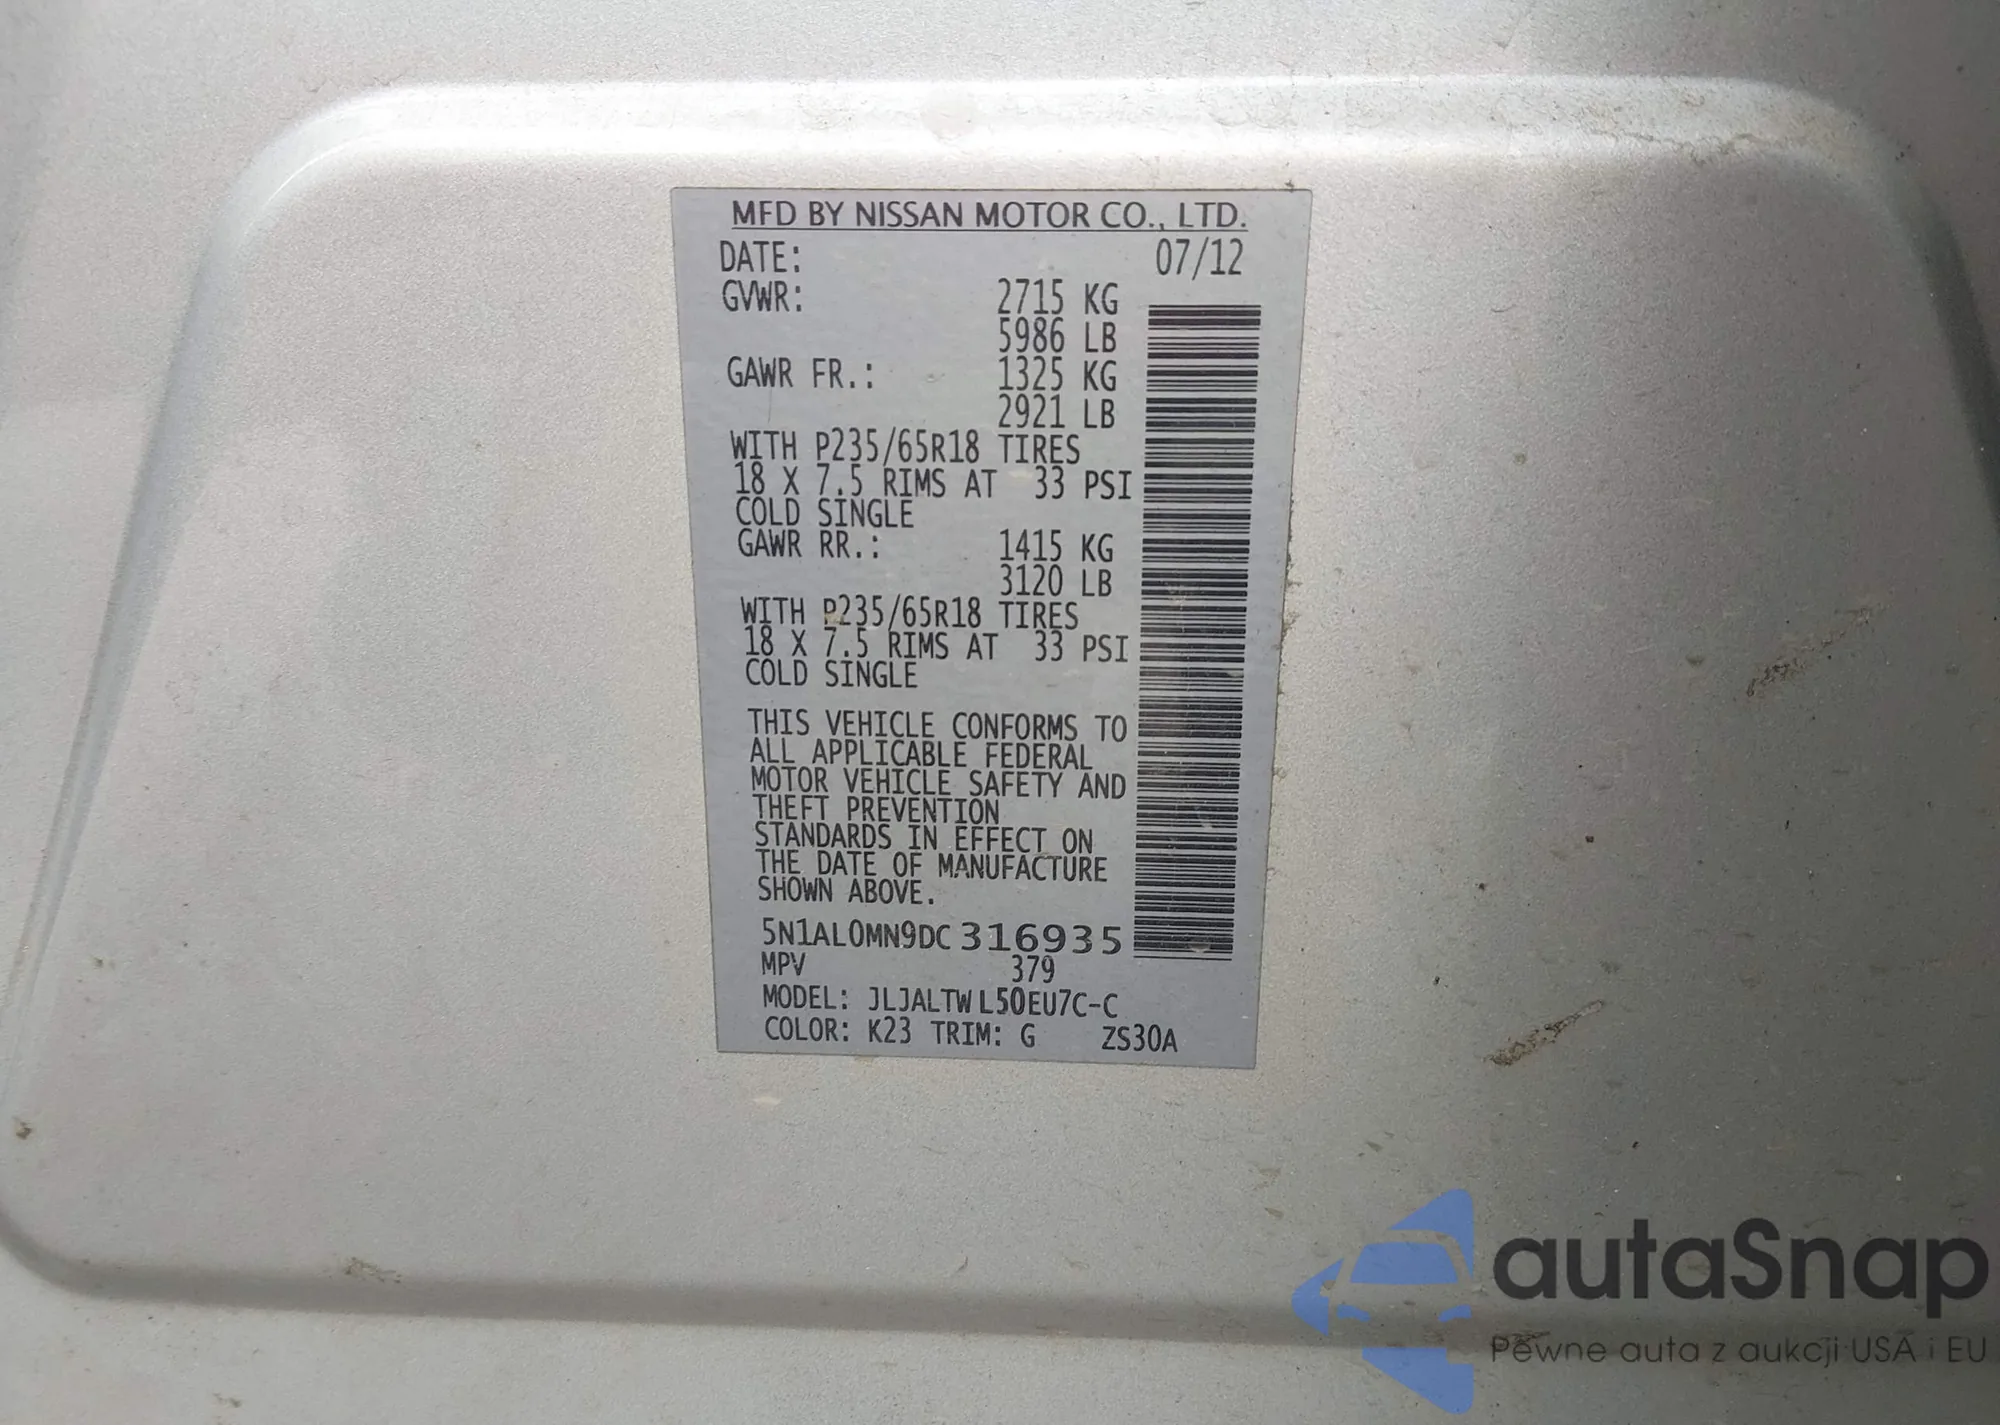 MFD BY NISSAN MOTOR CO., LTD.
DATE: 07/12
GVWR: 2715 KG
5986 LB
GAWR FR.: 1325 KG
2921 LB
WITH P235/65R18 TIRES
18 X 7.5 RIMS AT 33 PSI
COLD SINGLE
GAWR RR.: 1415 KG
3120 LB
WITH P235/65R18 TIRES
18 X 7.5 RIMS AT 33 PSI
COLD SINGLE
THIS VEHICLE CONFORMS TO
ALL APPLICABLE FEDERAL
MOTOR VEHICLE SAFETY AND
THEFT PREVENTION
STANDARDS IN EFFECT ON
THE DATE OF MANUFACTURE
SHOWN ABOVE.
5N1AL0MN9DC 316935
MPV 379
MODEL: JLJALTW L50EU7C-C
COLOR: K23 TRIM: G ZS30A
autaSnap
Pewne auta z aukcji USA i EU